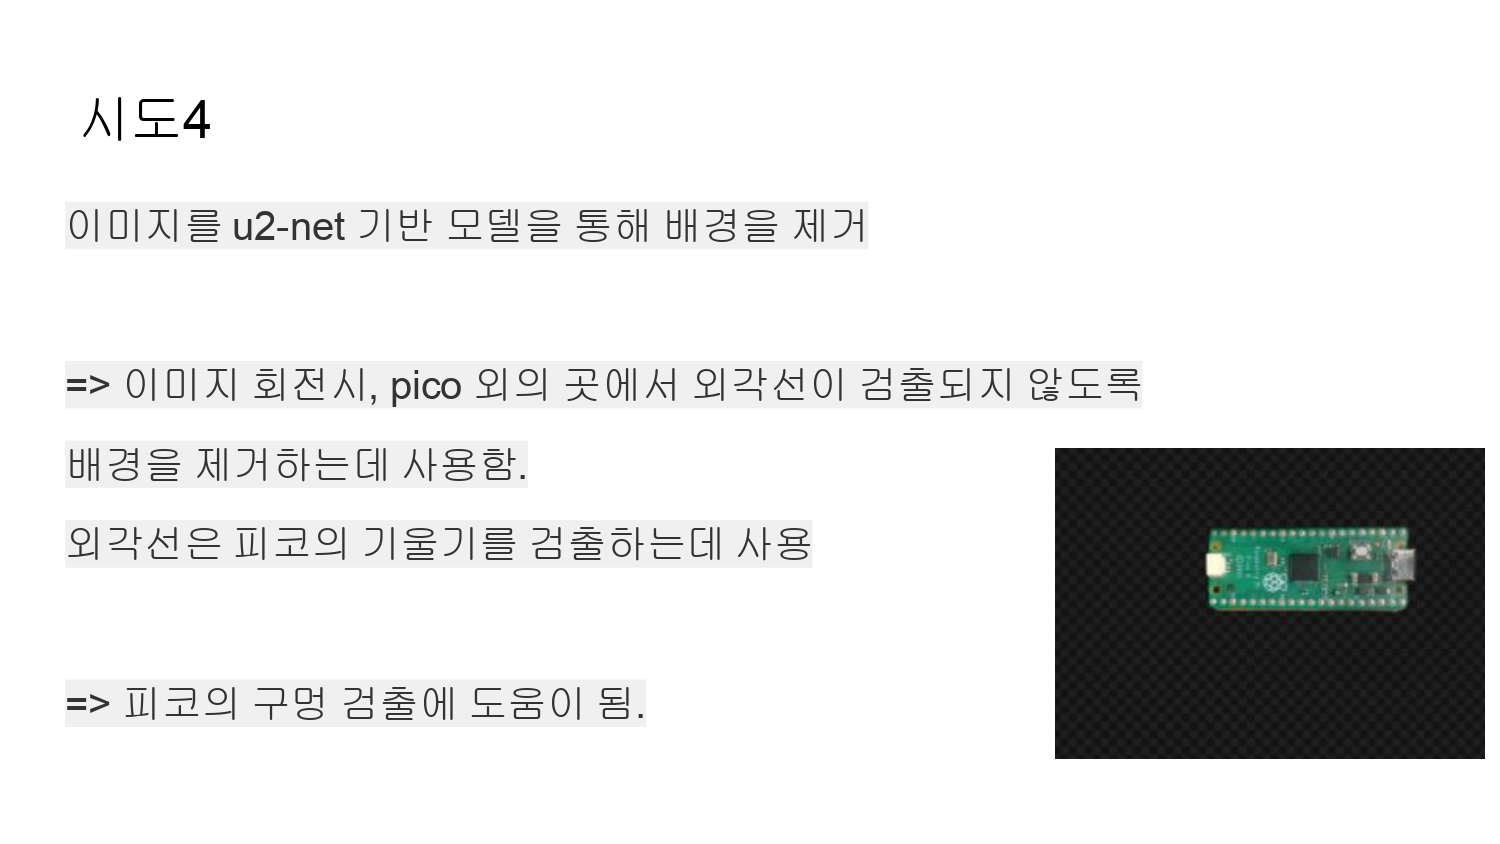 시도4
이미지를 u2-net 기반 모델을 통해 배경을 제거
=> 이미지 회전시, pico 외의 곳에서 외각선이 검출되지 않도록
배경을 제거하는데 사용함.
외각선은 피코의 기울기를 검출하는데 사용
=> 피코의 구멍 검출에 도움이 됨.